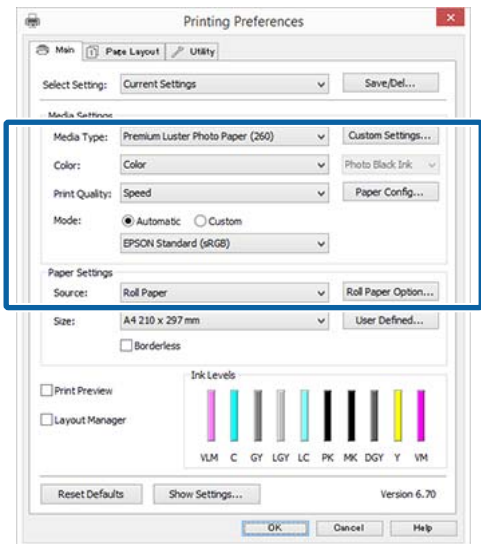 Printing Preferences
Main Page Layout Utility
Select Setting: Current Settings Save/Del...
Media Settings
Media Type: Premium Luster Photo Paper (260) Custom Settings...
Color: Color Photo Black Ink
Print Quality: Speed Paper Config...
Mode: Automatic Custom
EPSON Standard (sRGB)
Paper Settings
Source: Roll Paper Roll Paper Option...
Size: A4 210 x 297 mm User Defined...
Borderless
Ink Levels
Print Preview
Layout Manager
VLM C GY LGY LC PK MK DGY Y VM
Reset Defaults Show Settings... Version 6.70
OK Cancel Help